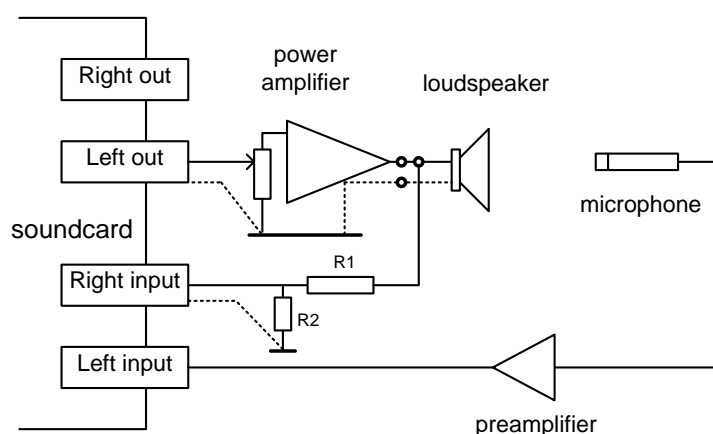 Right out
power
amplifier
loudspeaker
Left out
microphone
soundcard
Right input
R1
R2
Left input
preamplifier